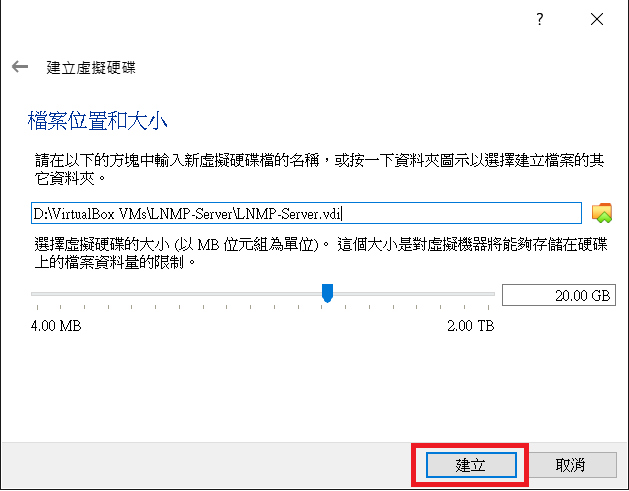 ?
建立虛擬硬碟
檔案位置和大小
請在以下的方塊中輸入新虛擬硬碟檔的名稱，或按一下資料夾圖示以選擇建立檔案的其
它資料夾。
D:\VirtualBox VMs\LNMP-Server\LNMP-Server.vdi
選擇虛擬硬碟的大小 (以 MB 位元組為單位)。 這個大小是對虛擬機器將能夠存儲在硬碟
上的檔案資料量的限制。
20.00 GB
4.00 MB 2.00 TB
建立 取消